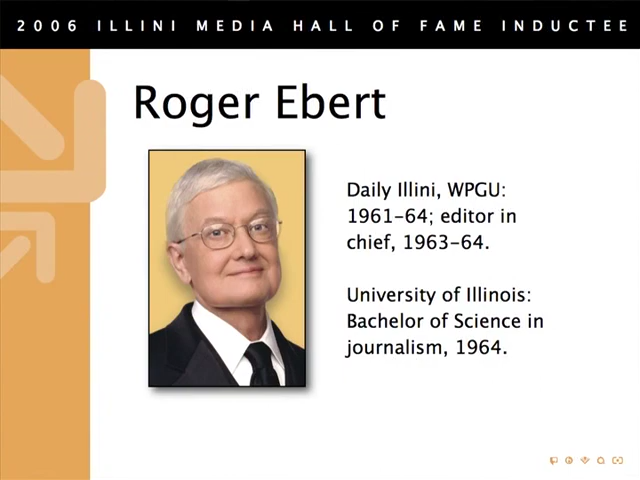 2006 ILLINI MEDIA HALL OF FAME INDUCTEE
Roger Ebert
Daily Illini, WPGU:
1961–64; editor in
chief, 1963–64.
University of Illinois:
Bachelor of Science in
journalism, 1964.